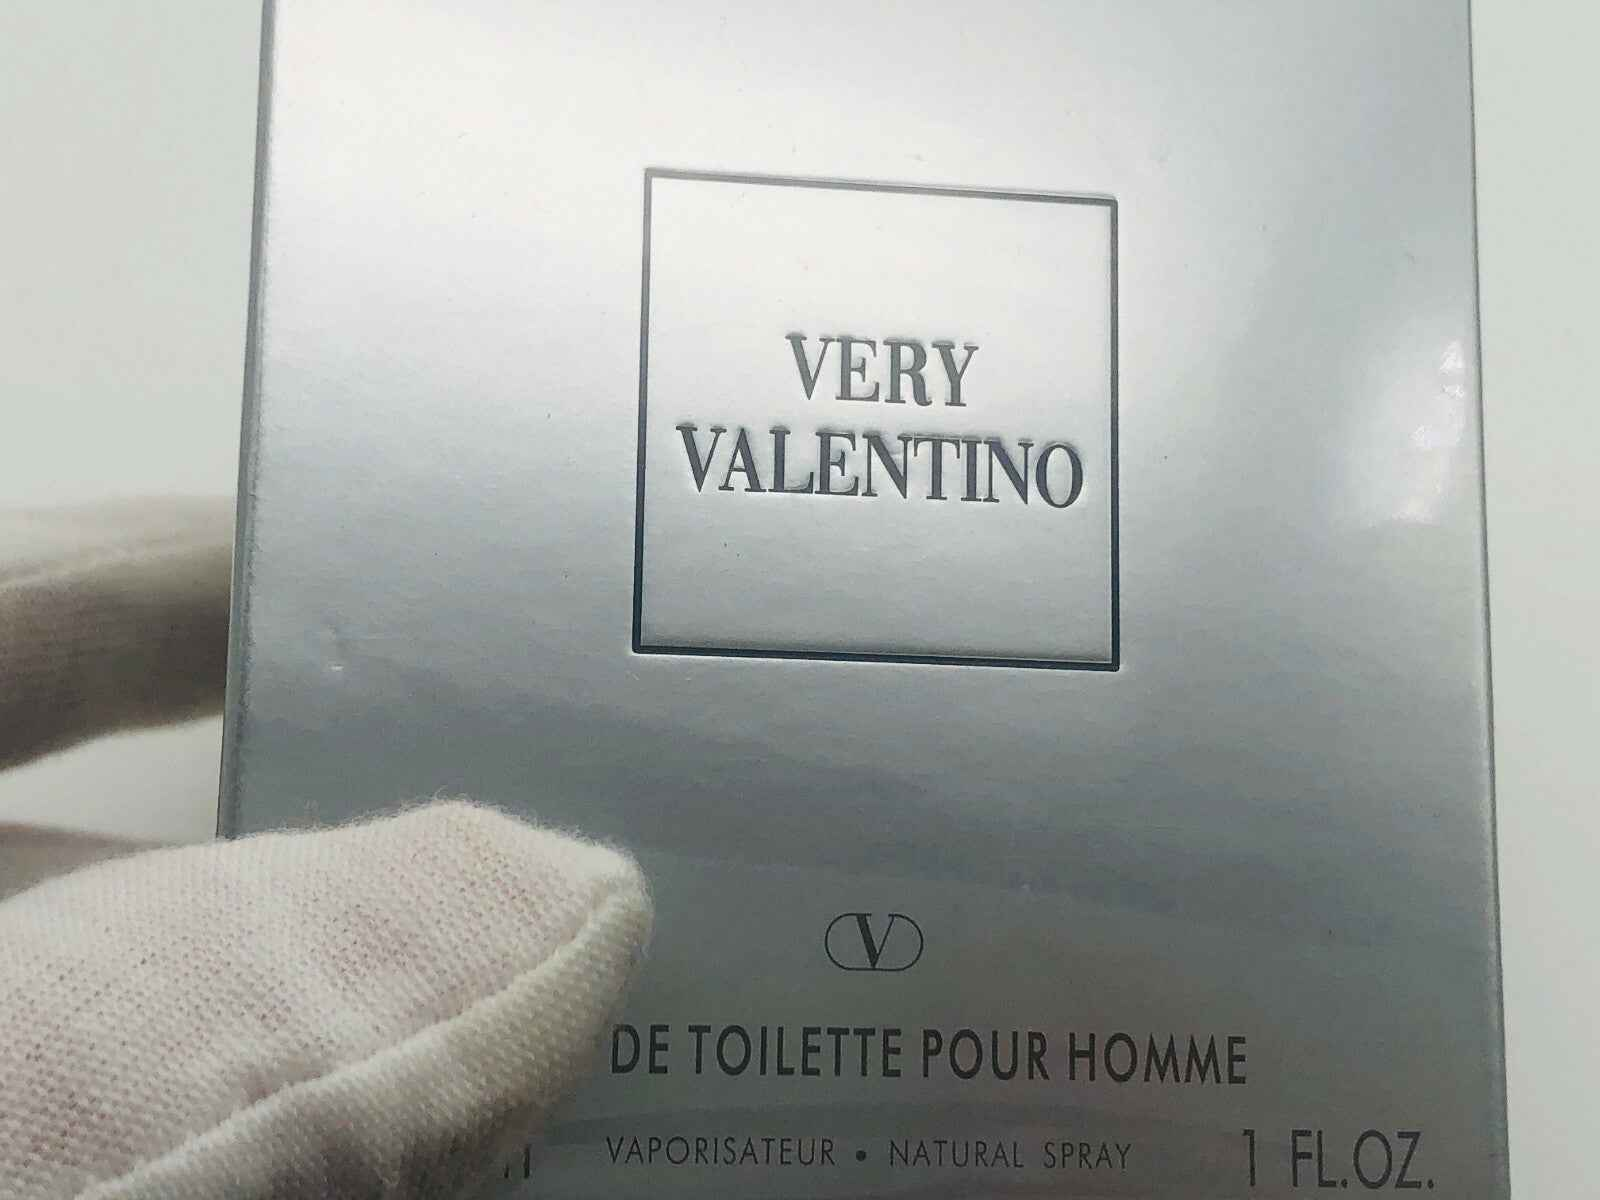 VERY
VALENTINO
V
DE TOILETTE POUR HOMME
VAPORISATEUR • NATURAL SPRAY 1 FL.OZ.